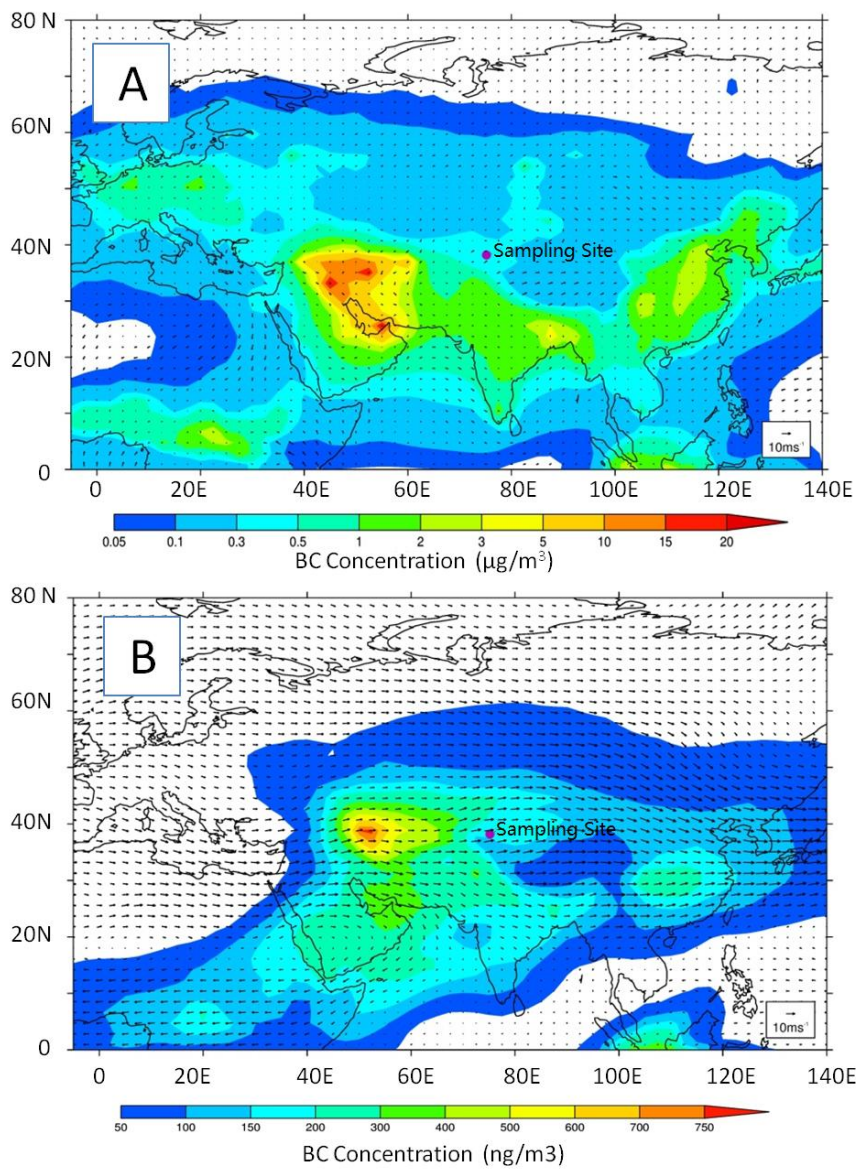 80 N
A
60N
Sampling Site
40N
20N
10ms⁻¹
0
0 20E 40E 60E 80E 100E 120E 140E
0.05 0.1 0.3 0.5 1 2 3 5 10 15 20
BC Concentration (µg/m³)
80 N
B
60N
40N
Sampling Site
20N
10ms⁻¹
0
0 20E 40E 60E 80E 100E 120E 140E
50 100 150 200 300 400 500 600 700 750
BC Concentration (ng/m3)